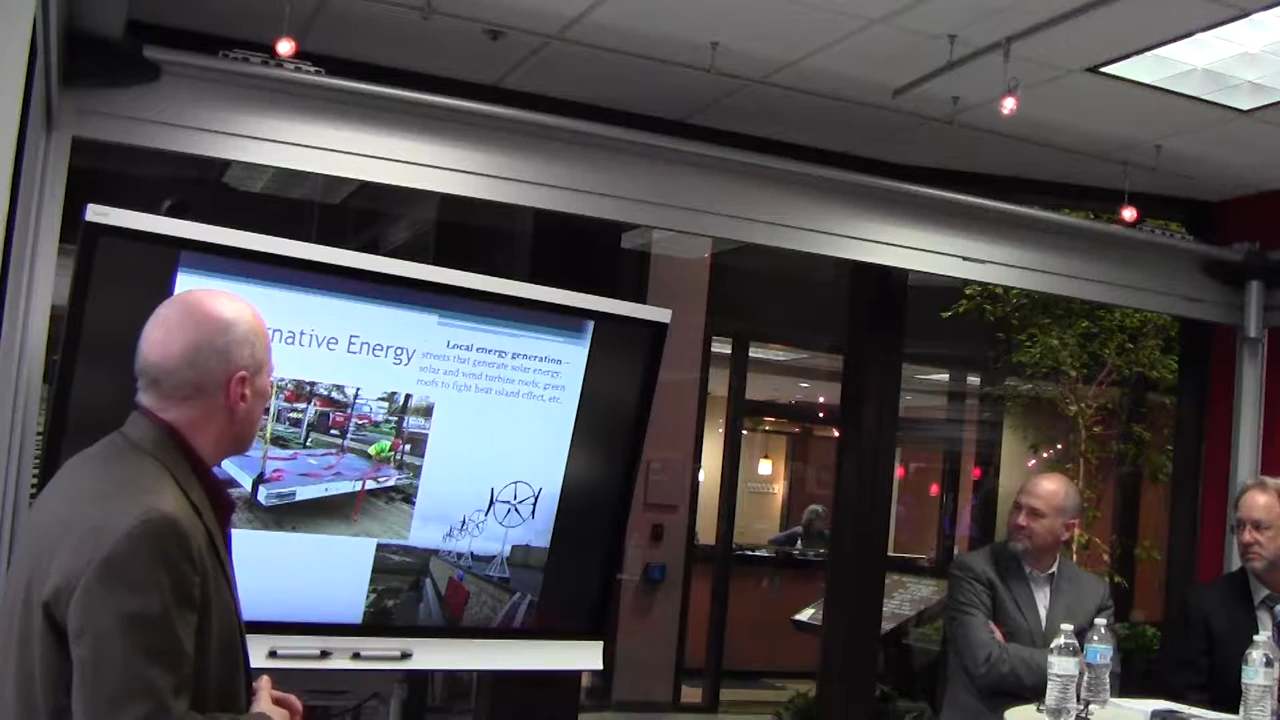 rnative Energy
Local energy generation–
streets that generate solar energy,
solar and wind turbine roofs, green
roofs to fight heat island effect, etc.